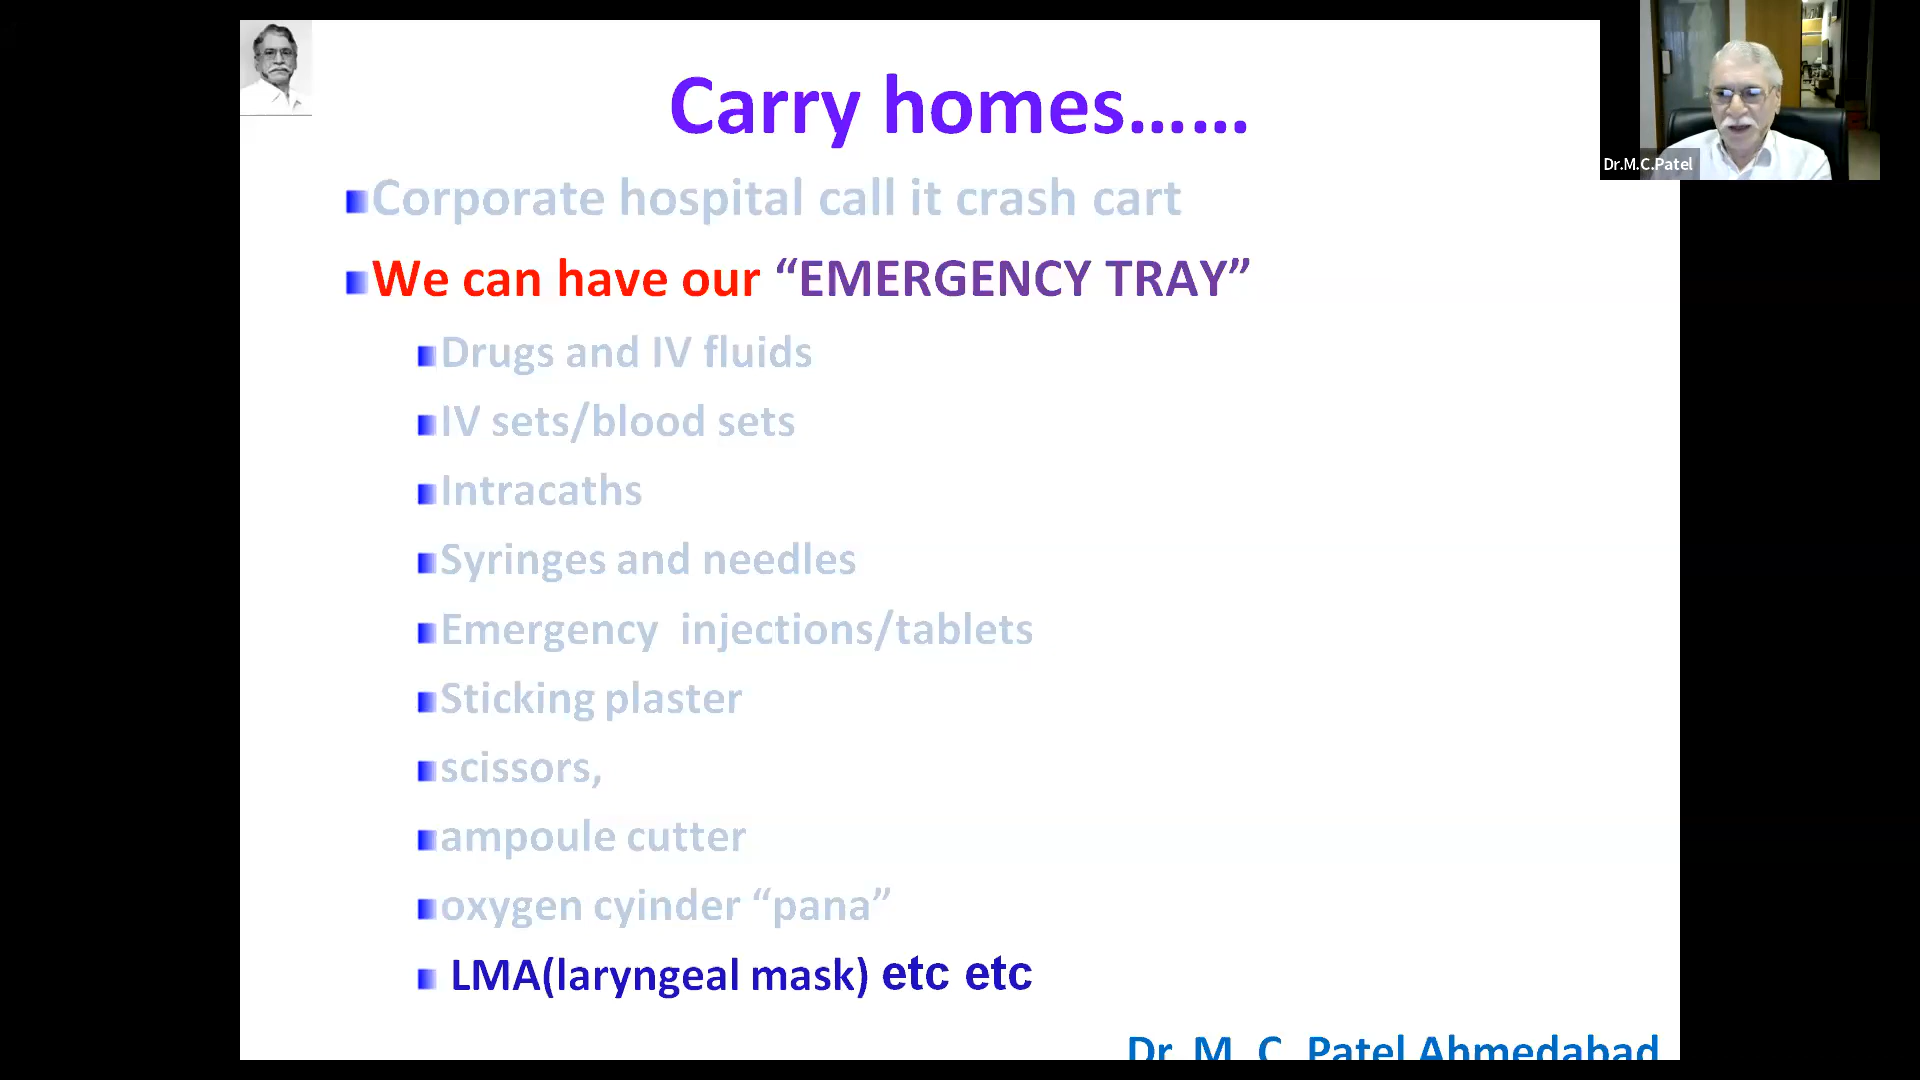 Carry homes......
Dr.M.C.Patel
Corporate hospital call it crash cart
We can have our “EMERGENCY TRAY”
Drugs and IV fluids
IV sets/blood sets
Intracaths
Syringes and needles
Emergency injections/tablets
Sticking plaster
scissors,
ampoule cutter
oxygen cyinder “pana”
LMA(laryngeal mask) etc etc
Dr. M. C. Patel Ahmedabad